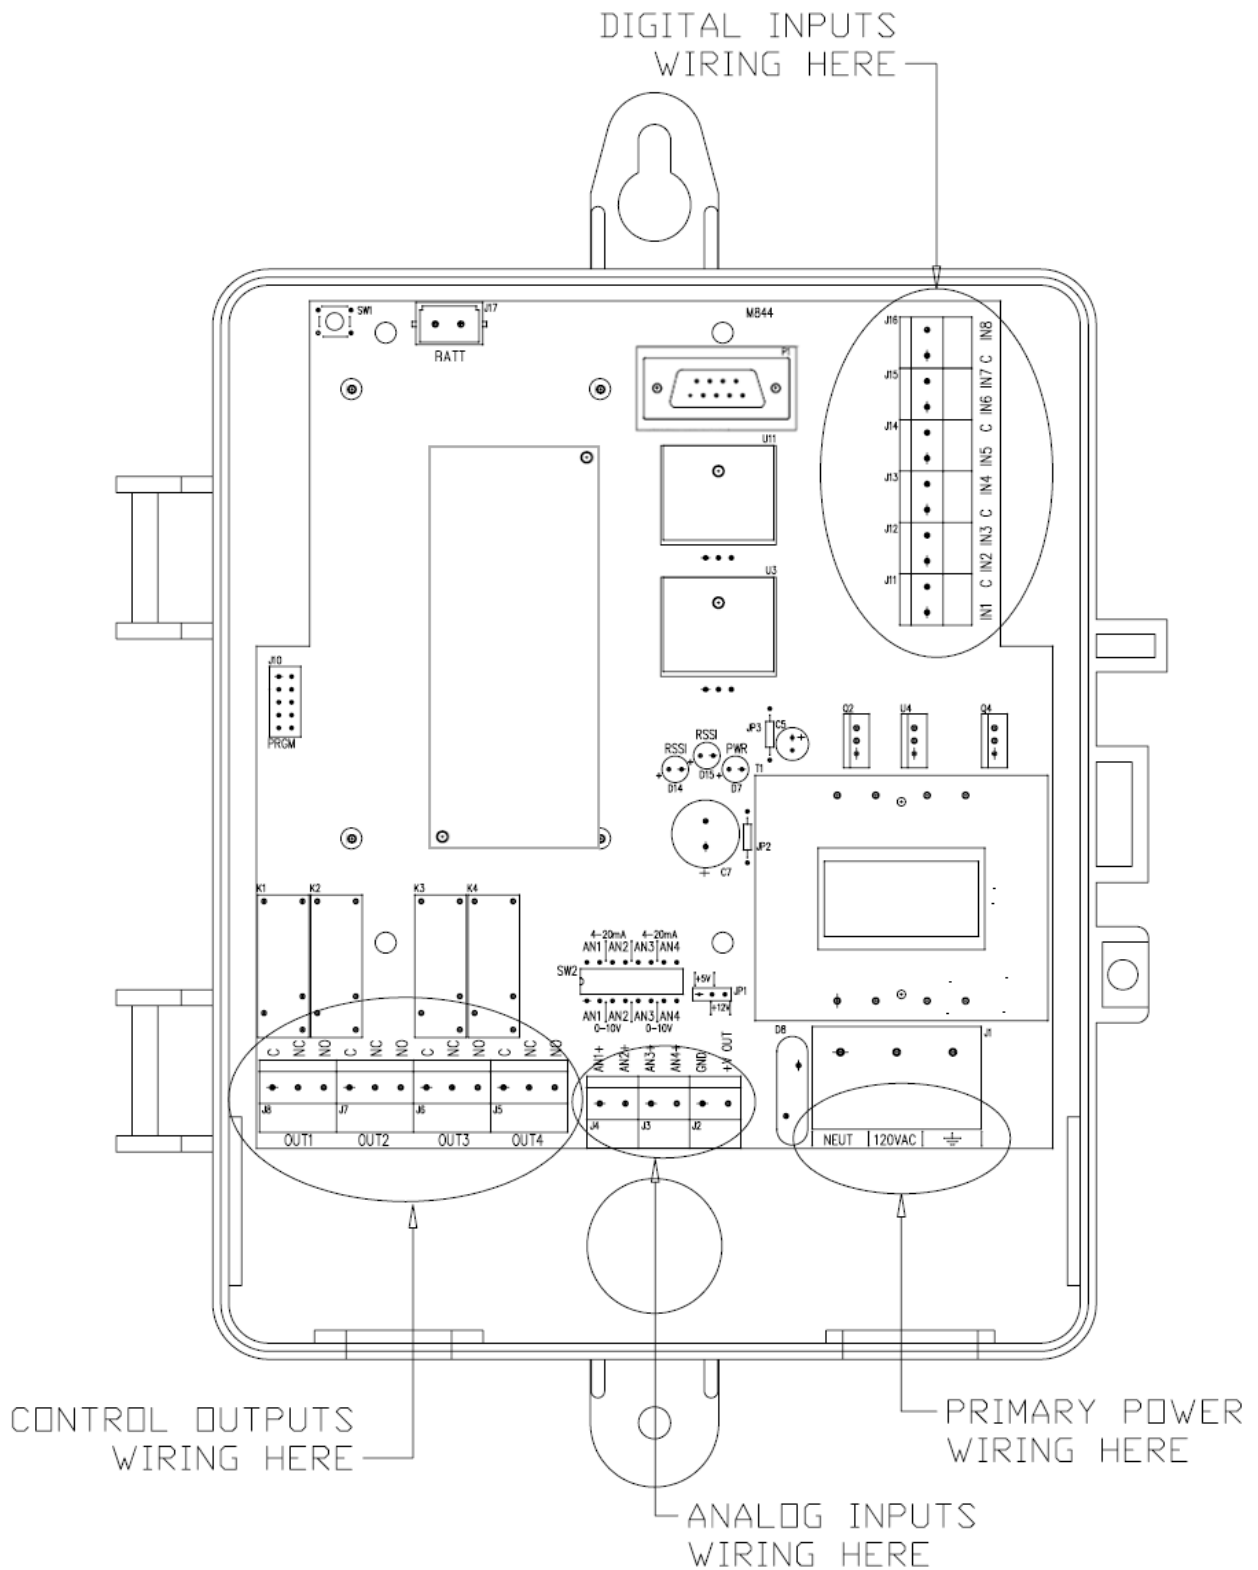 DIGITAL INPUTS
WIRING HERE
SW1
J17
RATT
M844
P1
J16
IN8
C
J15
IN7
IN6
J14
C
IN5
J13
IN4
C
J12
IN3
IN2
J11
C
IN1
U11
U3
J10
PRGM
RSSI
RSSI
PWR
D14
D15
D7
JP3
C5
Q2
U4
Q4
T1
JP2
C7
K1
K2
K3
K4
4-20mA 4-20mA
AN1 AN2 AN3 AN4
SW2
AN1 AN2 AN3 AN4
0-10V 0-10V
+5V
JP1
+12V
C NC NO C NC NO C NC NO C NC NO
AN1+ AN2+ AN3+ AN4+ GND +V OUT
D8
J1
J8 J7 J6 J5
J4 J3 J2
OUT1 OUT2 OUT3 OUT4
NEUT 120VAC
CONTROL OUTPUTS
WIRING HERE
PRIMARY POWER
WIRING HERE
ANALOG INPUTS
WIRING HERE